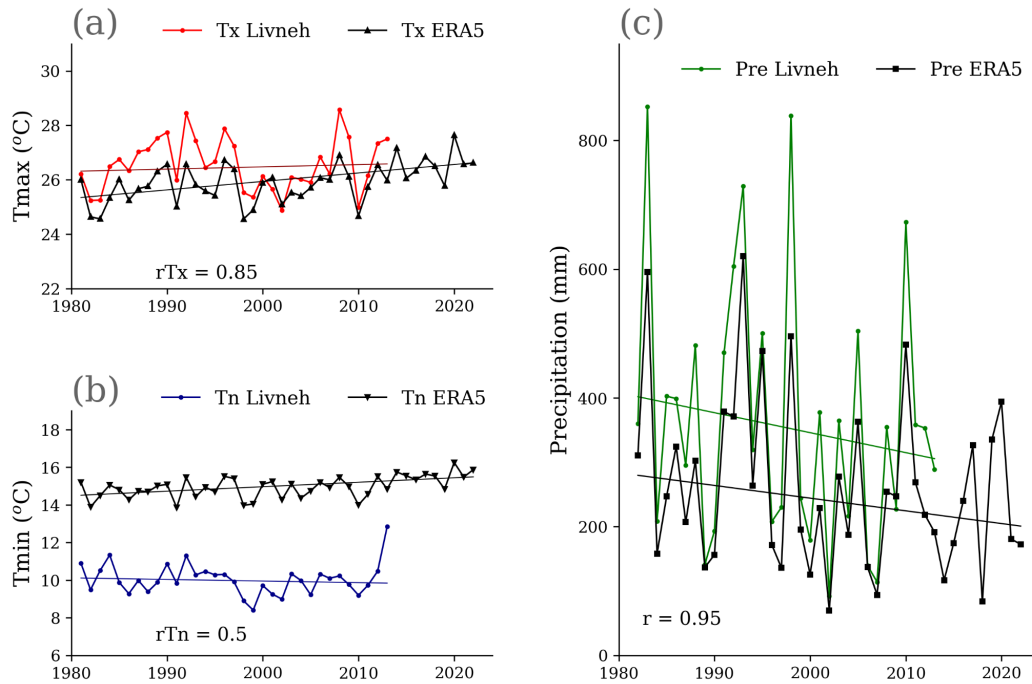 (a)
Tx Livneh Tx ERA5
30
28
26
24
22
Tmax (°C)
rTx = 0.85
1980 1990 2000 2010 2020
(b)
Tn Livneh Tn ERA5
18
16
14
12
10
8
6
Tmin (°C)
rTn = 0.5
1980 1990 2000 2010 2020
(c)
Pre Livneh Pre ERA5
800
600
400
200
0
Precipitation (mm)
r = 0.95
1980 1990 2000 2010 2020